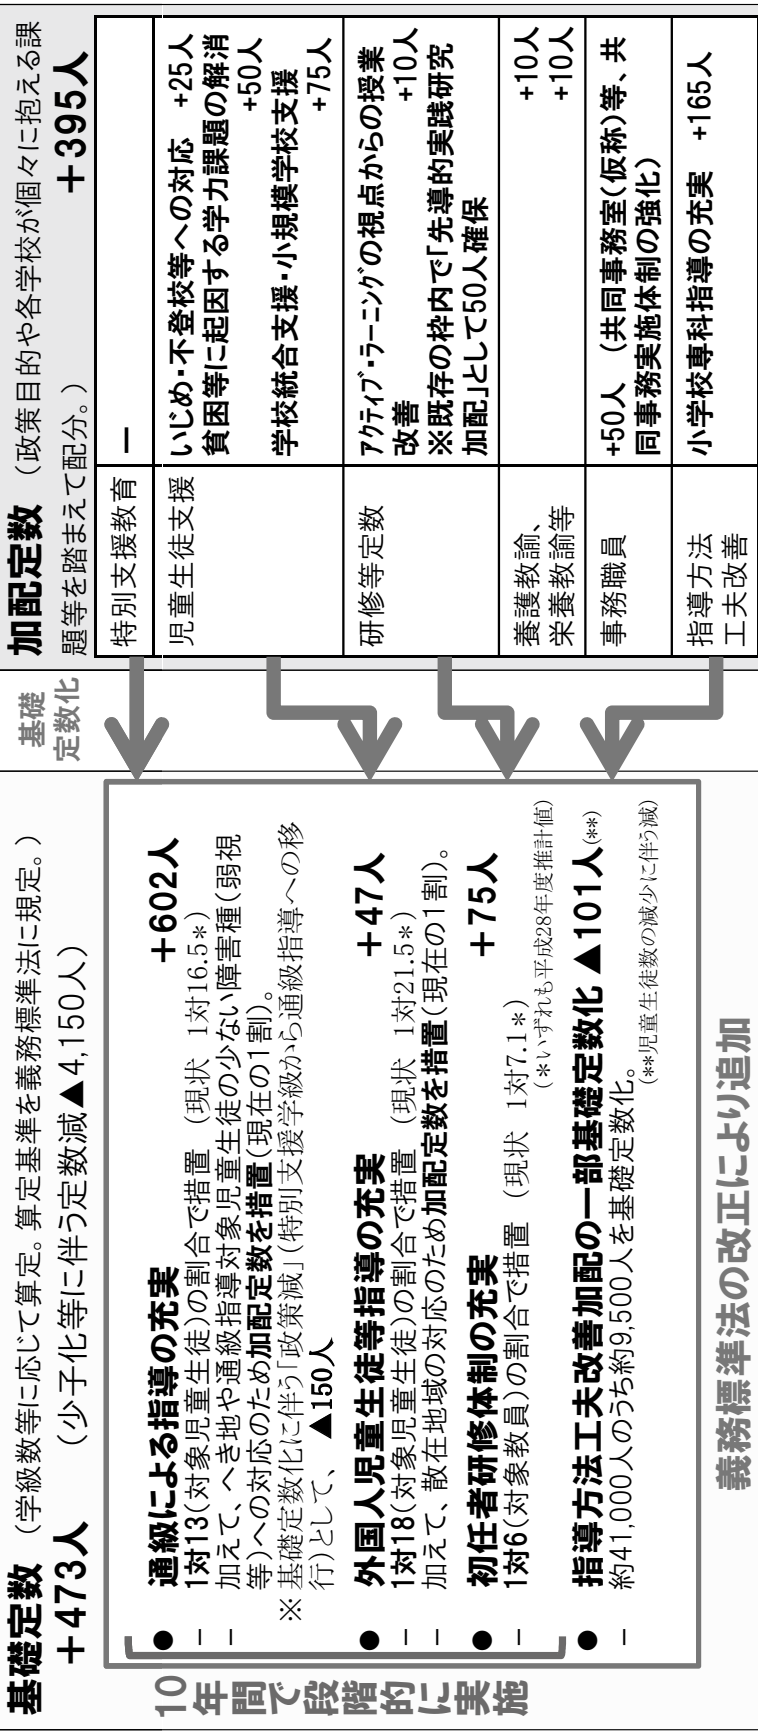 基礎定数（学級数等に応じて算定。算定基準を義務標準法に規定。）
＋473人　　（少子化等に伴う定数減▲4,150人）
10年間で段階的に実施
● 通級による指導の充実　＋602人
－ 1対13（対象児童生徒）の割合で措置　（現状　1対16.5＊）
－ 加えて、へき地や通級指導対象児童生徒の少ない障害種（弱視
等）への対応のため加配定数を措置（現在の1割）。
※基礎定数化に伴う「政策減」（特別支援学級から通級指導への移
行）として、▲150人
● 外国人児童生徒等指導の充実　＋47人
－ 1対18（対象児童生徒）の割合で措置　（現状　1対21.5＊）
－ 加えて、散在地域の対応のため加配定数を措置（現在の1割）。
● 初任者研修体制の充実　＋75人
－ 1対6（対象教員）の割合で措置　（現状　1対7.1＊）
（＊いずれも平成28年度推計値）
● 指導方法工夫改善加配の一部基礎定数化 ▲101人(**)
－ 約41,000人のうち約9,500人を基礎定数化。
(**児童生徒数の減少に伴う減)
義務標準法の改正により追加
基礎
定数化
加配定数（政策目的や各学校が個々に抱える課
題等を踏まえて配分。）　＋395人
特別支援教育　－
児童生徒支援　いじめ・不登校等への対応　+25人
貧困等に起因する学力課題の解消
+50人
学校統合支援・小規模学校支援
+75人
研修等定数　ｱｸﾃｨﾌﾞ・ﾗｰﾆﾝｸﾞの視点からの授業
改善　+10人
※既存の枠内で「先導的実践研究
加配」として50人確保
養護教諭、　+10人
栄養教諭等　+10人
事務職員　+50人　（共同事務室（仮称）等、共
同事務実施体制の強化）
指導方法
工夫改善　小学校専科指導の充実　+165人